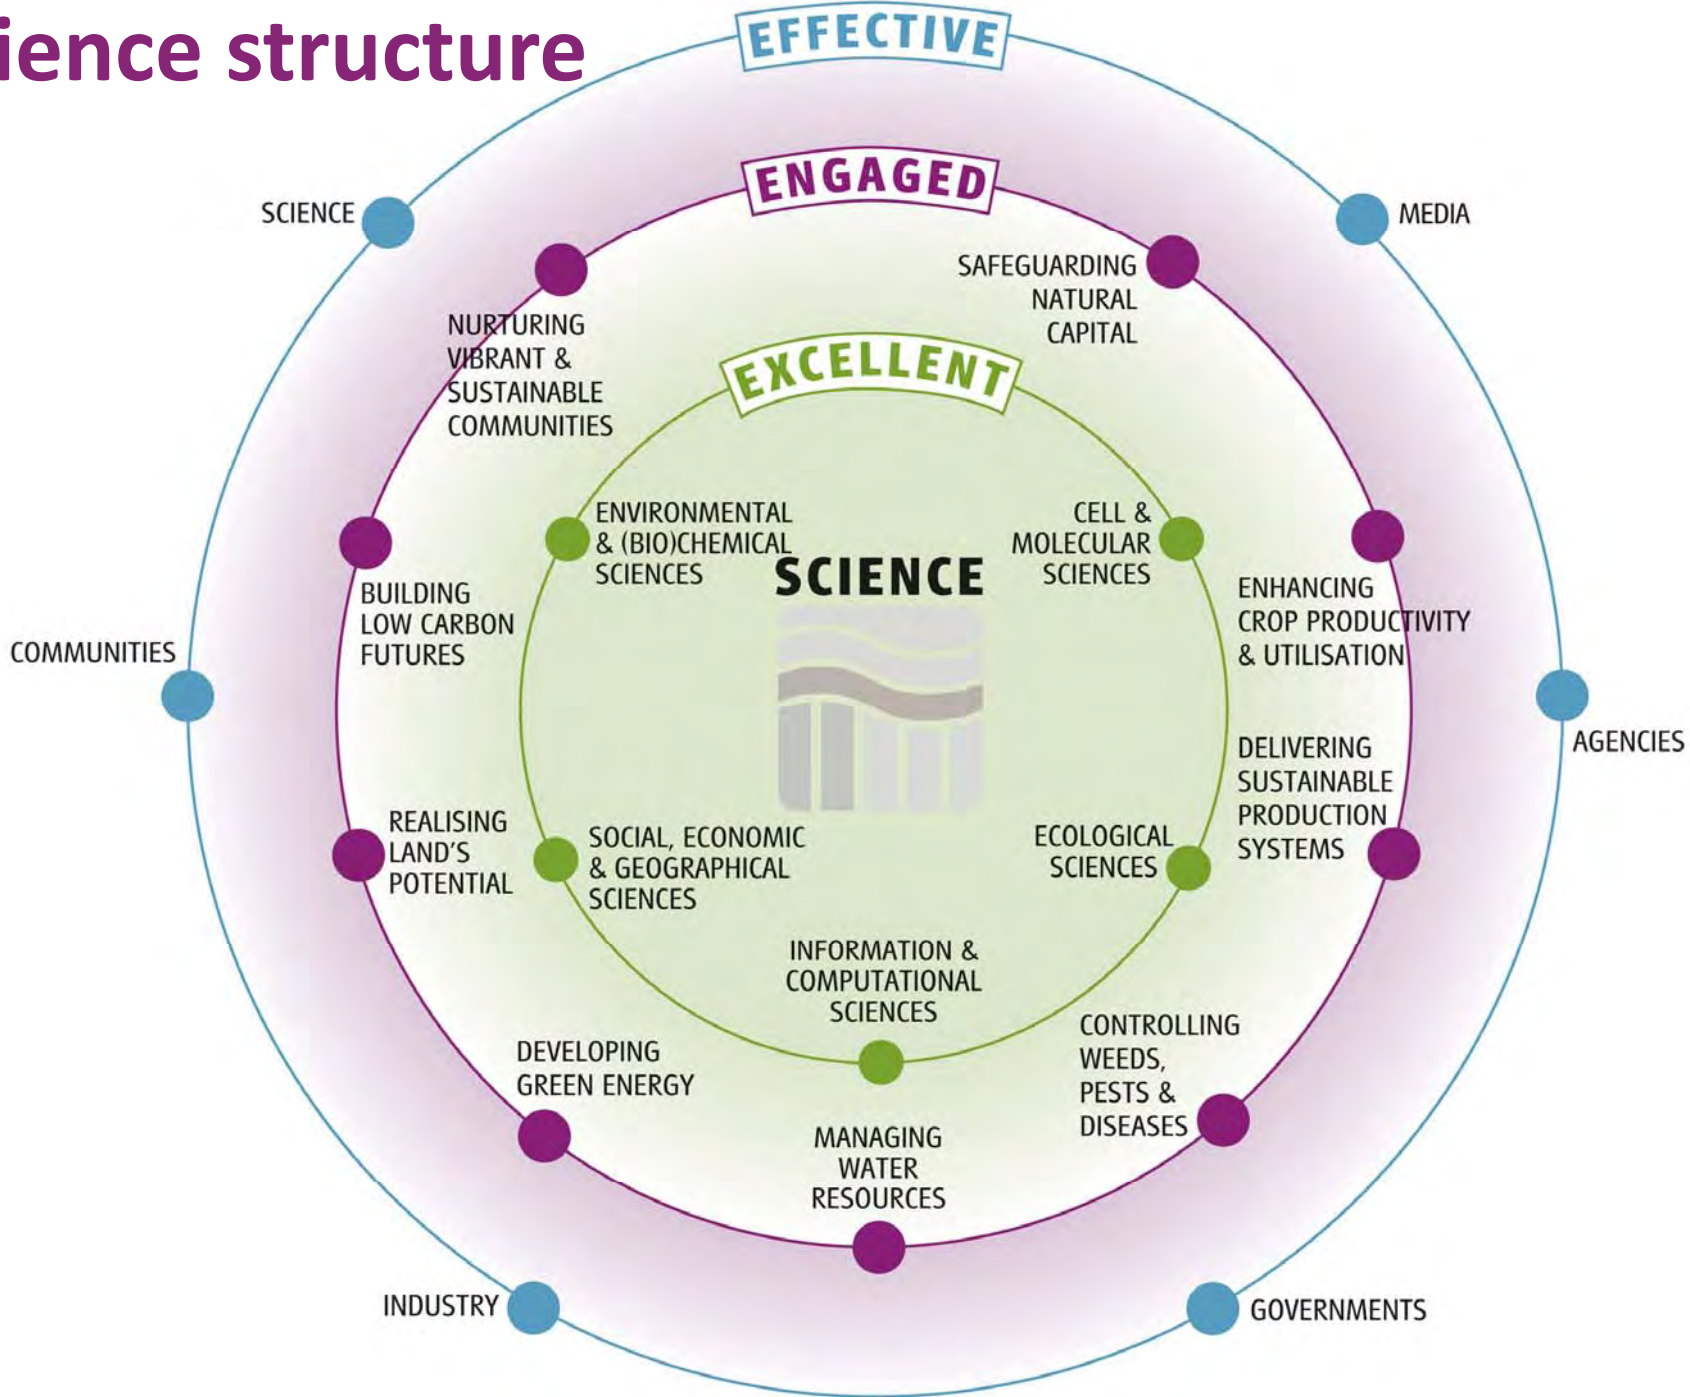 ience structure
EFFECTIVE
ENGAGED
SCIENCE
MEDIA
SAFEGUARDING
NATURAL
CAPITAL
NURTURING
VIBRANT &
SUSTAINABLE
COMMUNITIES
EXCELLENT
ENVIRONMENTAL
& (BIO)CHEMICAL
SCIENCES
CELL &
MOLECULAR
SCIENCES
SCIENCE
BUILDING
LOW CARBON
FUTURES
ENHANCING
CROP PRODUCTIVITY
& UTILISATION
COMMUNITIES
AGENCIES
DELIVERING
SUSTAINABLE
PRODUCTION
SYSTEMS
REALISING
LAND'S
POTENTIAL
SOCIAL, ECONOMIC
& GEOGRAPHICAL
SCIENCES
ECOLOGICAL
SCIENCES
INFORMATION &
COMPUTATIONAL
SCIENCES
DEVELOPING
GREEN ENERGY
CONTROLLING
WEEDS,
PESTS &
DISEASES
MANAGING
WATER
RESOURCES
INDUSTRY
GOVERNMENTS